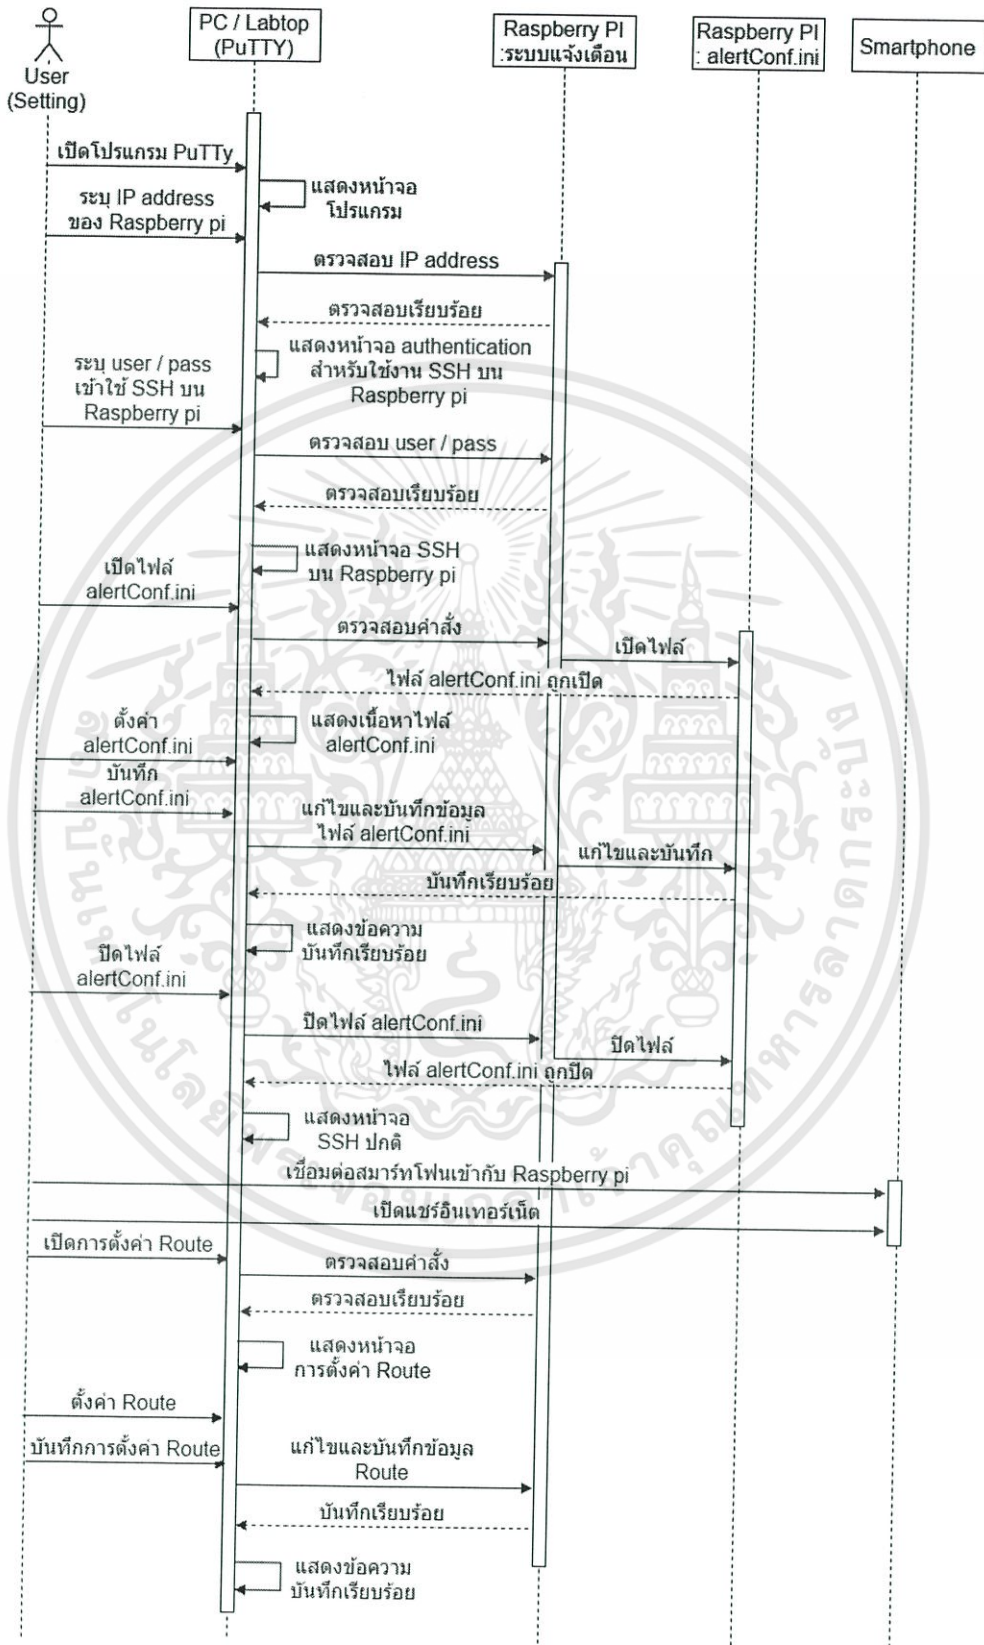 User
(Setting)
PC / Labtop
(PuTTY)
Raspberry PI
:ระบบแจ้งเตือน
Raspberry PI
: alertConf.ini
Smartphone
เปิดโปรแกรม PuTTy
แสดงหน้าจอ
โปรแกรม
ระบุ IP address
ของ Raspberry pi
ตรวจสอบ IP address
ตรวจสอบเรียบร้อย
แสดงหน้าจอ authentication
สำหรับใช้งาน SSH บน
Raspberry pi
ระบุ user / pass
เข้าใช้ SSH บน
Raspberry pi
ตรวจสอบ user / pass
ตรวจสอบเรียบร้อย
แสดงหน้าจอ SSH
บน Raspberry pi
เปิดไฟล์
alertConf.ini
ตรวจสอบคำสั่ง
เปิดไฟล์
ไฟล์ alertConf.ini ถูกเปิด
แสดงเนื้อหาไฟล์
alertConf.ini
ตั้งค่า
alertConf.ini
บันทึก
alertConf.ini
แก้ไขและบันทึกข้อมูล
ไฟล์ alertConf.ini
แก้ไขและบันทึก
บันทึกเรียบร้อย
แสดงข้อความ
บันทึกเรียบร้อย
ปิดไฟล์
alertConf.ini
ปิดไฟล์ alertConf.ini
ปิดไฟล์
ไฟล์ alertConf.ini ถูกปิด
แสดงหน้าจอ
SSH ปกติ
เชื่อมต่อสมาร์ทโฟนเข้ากับ Raspberry pi
เปิดแชร์อินเทอร์เน็ต
เปิดการตั้งค่า Route
ตรวจสอบคำสั่ง
ตรวจสอบเรียบร้อย
แสดงหน้าจอ
การตั้งค่า Route
ตั้งค่า Route
บันทึกการตั้งค่า Route
แก้ไขและบันทึกข้อมูล
Route
บันทึกเรียบร้อย
แสดงข้อความ
บันทึกเรียบร้อย